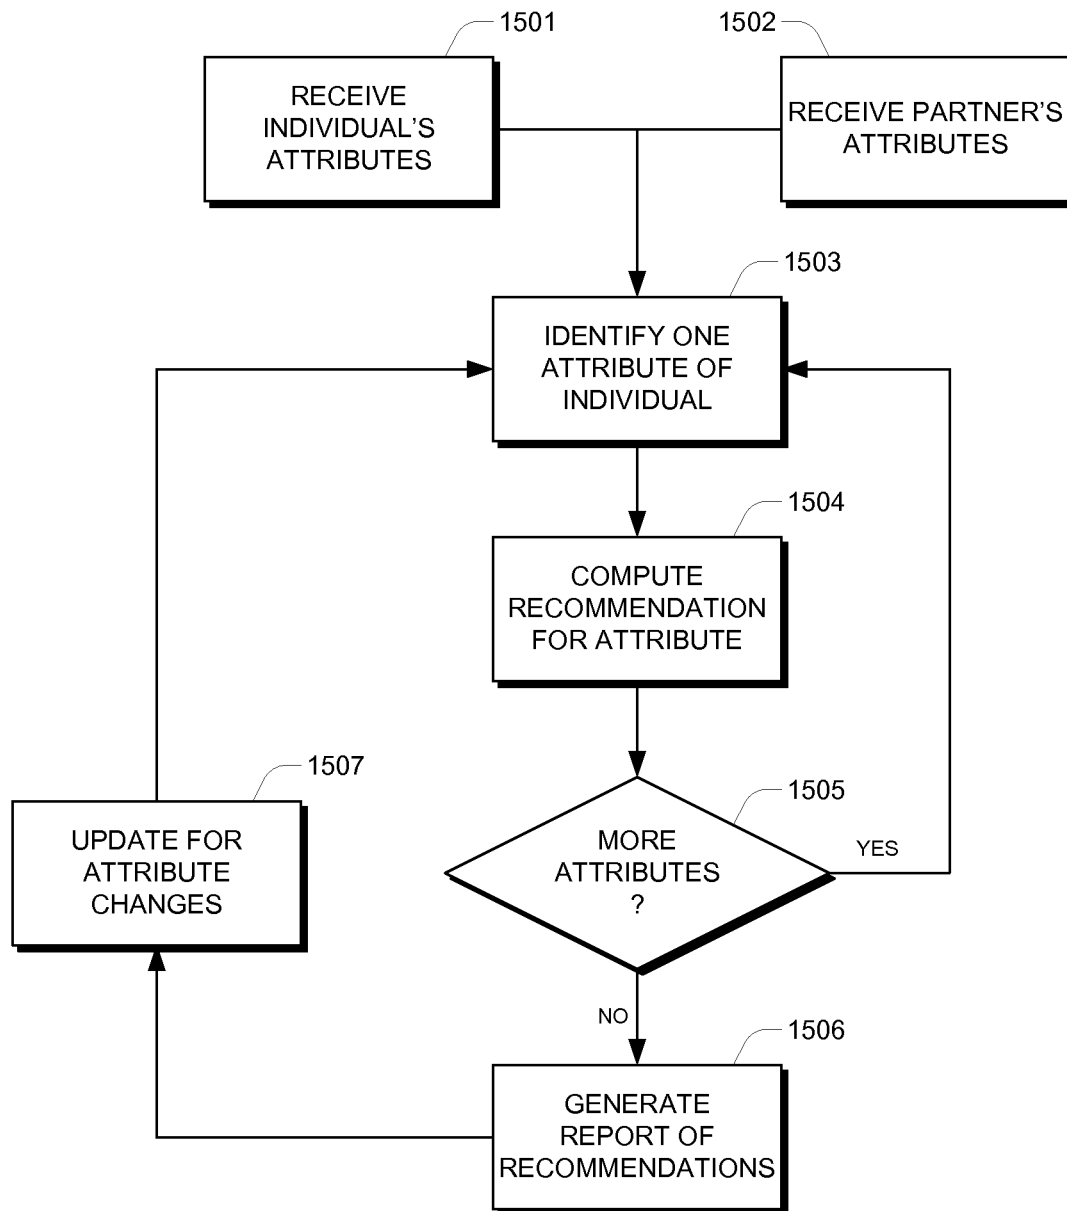 1501
1502
RECEIVE
INDIVIDUAL'S
ATTRIBUTES
RECEIVE PARTNER'S
ATTRIBUTES
1503
IDENTIFY ONE
ATTRIBUTE OF
INDIVIDUAL
1504
COMPUTE
RECOMMENDATION
FOR ATTRIBUTE
1507
UPDATE FOR
ATTRIBUTE
CHANGES
1505
MORE
ATTRIBUTES
?
YES
NO
1506
GENERATE
REPORT OF
RECOMMENDATIONS